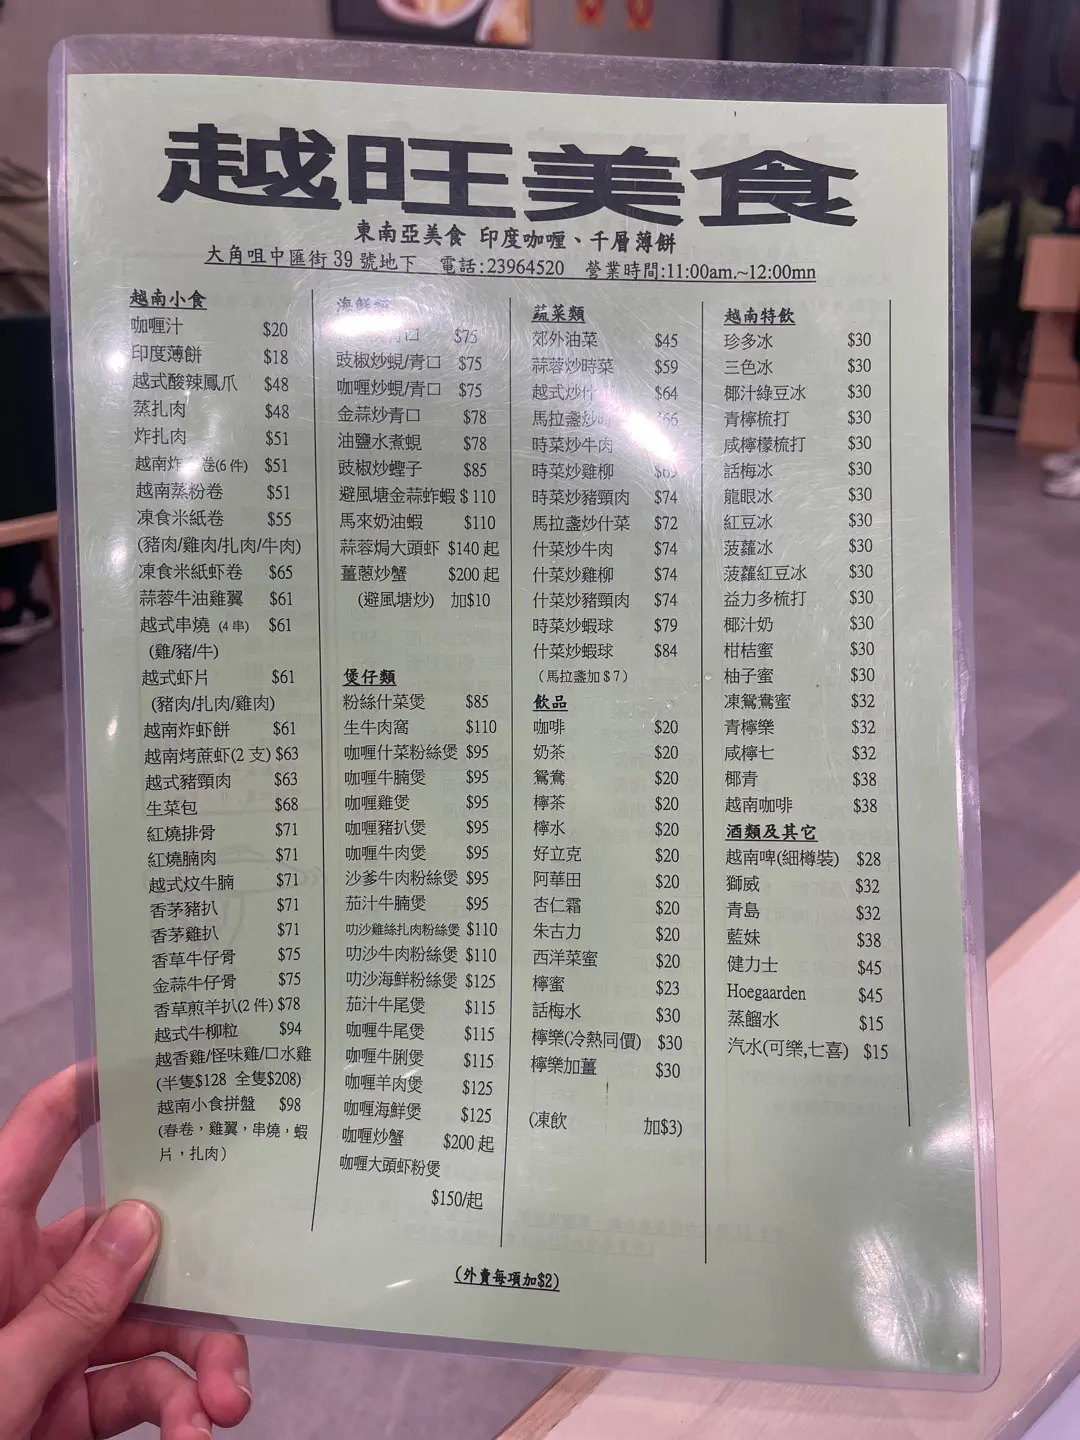 越旺美食
東南亞美食 印度咖喱、千層薄餅
大角咀中匯街 39 號地下 電話:23964520 營業時間:11:00am.~12:00mn
越南小食
咖喱汁 $20
印度薄餅 $18
越式酸辣鳳爪 $48
蒸扎肉 $48
炸扎肉 $51
越南炸 卷(6 件) $51
越南蒸粉卷 $51
凍食米紙卷 $55
(豬肉/雞肉/扎肉/牛肉)
凍食米紙虾卷 $65
蒜蓉牛油雞翼 $61
越式串燒 (4 串) $61
(雞/豬/牛)
越式虾片 $61
(豬肉/扎肉/雞肉)
越南炸虾餅 $61
越南烤蔗虾(2 支) $63
越式豬頸肉 $63
生菜包 $68
紅燒排骨 $71
紅燒腩肉 $71
越式炆牛腩 $71
香茅豬扒 $71
香茅雞扒 $71
香草牛仔骨 $75
金蒜牛仔骨 $75
香草煎羊扒(2 件) $78
越式牛柳粒 $94
越香雞/怪味雞/口水雞
(半隻$128 全隻$208)
越南小食拼盤 $98
(春卷，雞翼，串燒，蝦
片，扎肉)
海鮮
青口 $75
豉椒炒蜆/青口 $75
咖喱炒蜆/青口 $75
金蒜炒青口 $78
油鹽水煮蜆 $78
豉椒炒蟶子 $85
避風塘金蒜蚱蝦 $ 110
馬來奶油蝦 $110
蒜蓉焗大頭虾 $140 起
薑蔥炒蟹 $200 起
(避風塘炒) 加$10
煲仔類
粉絲什菜煲 $85
生牛肉窩 $110
咖喱什菜粉絲煲 $95
咖喱牛腩煲 $95
咖喱雞煲 $95
咖喱豬扒煲 $95
咖喱牛肉煲 $95
沙爹牛肉粉絲煲 $95
茄汁牛腩煲 $95
叻沙雞絲扎肉粉絲煲 $110
叻沙牛肉粉絲煲 $110
叻沙海鮮粉絲煲 $125
茄汁牛尾煲 $115
咖喱牛尾煲 $115
咖喱牛脷煲 $115
咖喱羊肉煲 $125
咖喱海鮮煲 $125
咖喱炒蟹 $200 起
咖喱大頭虾粉煲
$150/起
蔬菜類
郊外油菜 $45
蒜蓉炒時菜 $59
越式炒什 $64
馬拉盞炒時 $66
時菜炒牛肉
時菜炒雞柳 $69
時菜炒豬頸肉 $74
馬拉盞炒什菜 $72
什菜炒牛肉 $74
什菜炒雞柳 $74
什菜炒豬頸肉 $74
時菜炒蝦球 $79
什菜炒蝦球 $84
(馬拉盞加 $ 7)
飲品
咖啡 $20
奶茶 $20
鴛鴦 $20
檸茶 $20
檸水 $20
好立克 $20
阿華田 $20
杏仁霜 $20
朱古力 $20
西洋菜蜜 $20
檸蜜 $23
話梅水 $30
檸樂(冷熱同價) $30
檸樂加薑 $30
(凍飲 加$3)
越南特飲
珍多冰 $30
三色冰 $30
椰汁綠豆冰 $30
青檸梳打 $30
咸檸檬梳打 $30
話梅冰 $30
龍眼冰 $30
紅豆冰 $30
菠蘿冰 $30
菠蘿紅豆冰 $30
益力多梳打 $30
椰汁奶 $30
柑桔蜜 $30
柚子蜜 $30
凍鴛鴦蜜 $32
青檸樂 $32
咸檸七 $32
椰青 $38
越南咖啡 $38
酒類及其它
越南啤(細樽裝) $28
獅威 $32
青島 $32
藍妹 $38
健力士 $45
Hoegaarden $45
蒸餾水 $15
汽水(可樂,七喜) $15
(外賣每項加$2)